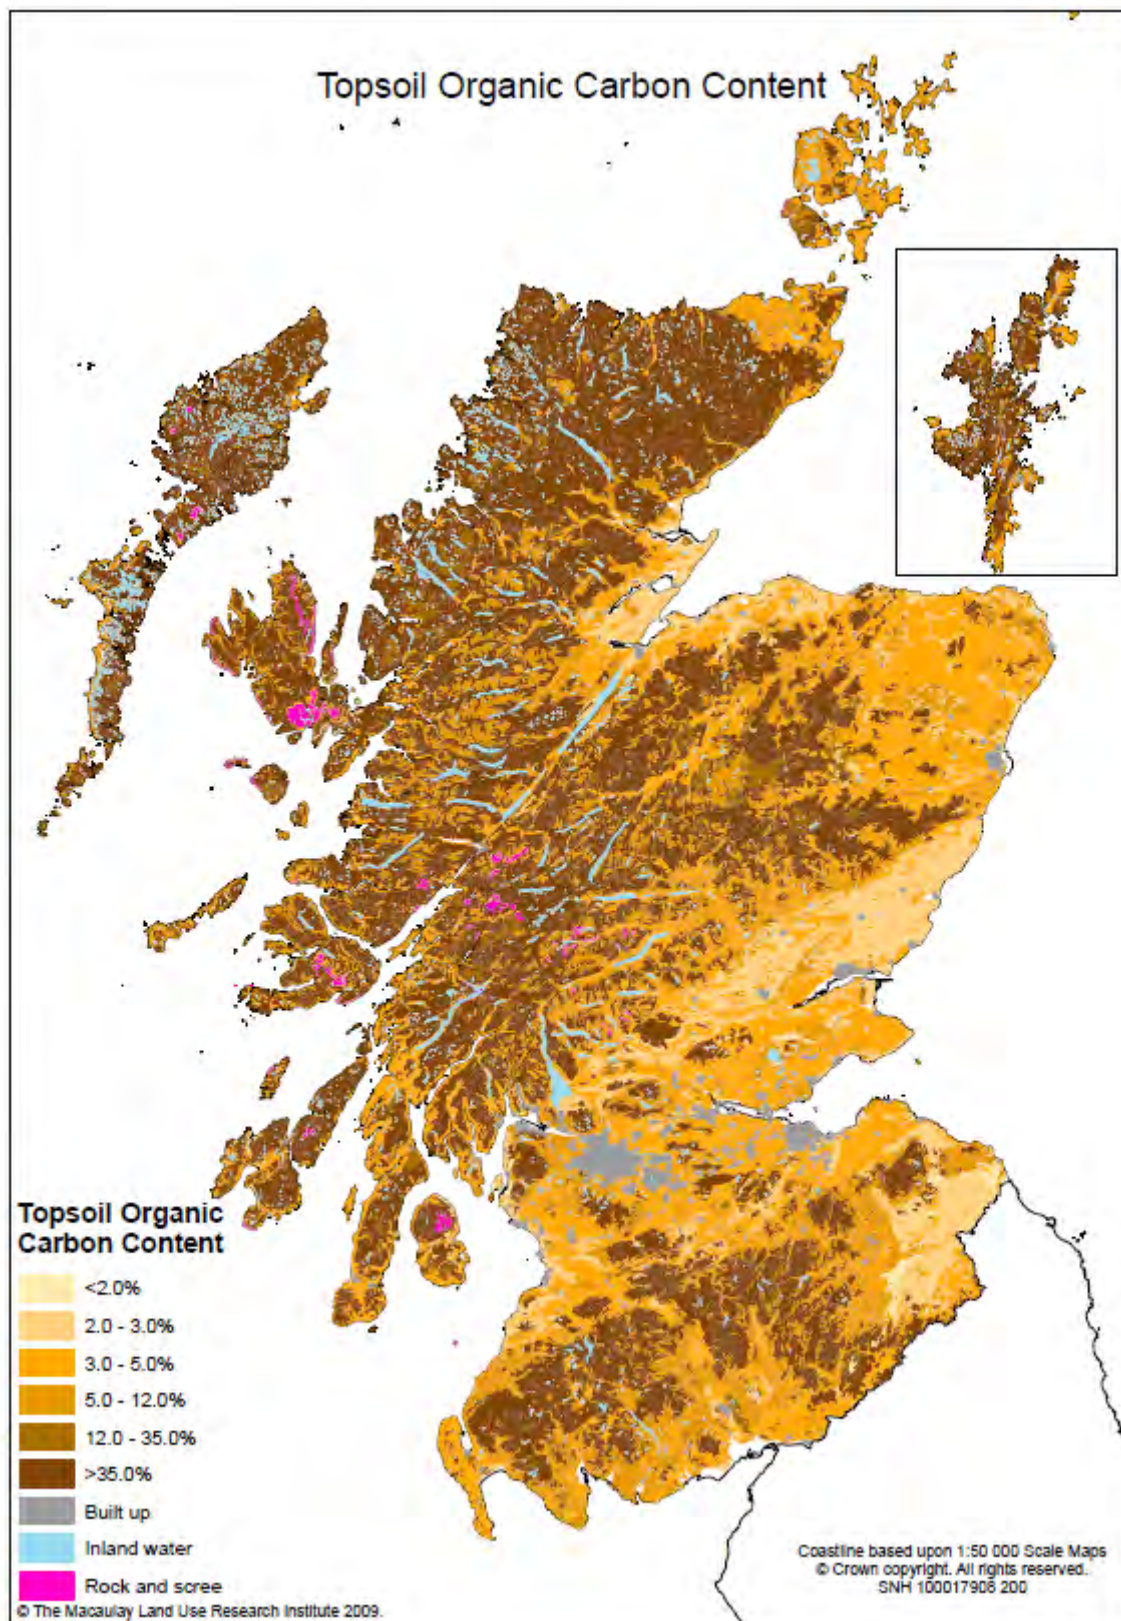 Topsoil Organic Carbon Content
Topsoil Organic
Carbon Content
<2.0%
2.0 - 3.0%
3.0 - 5.0%
5.0 - 12.0%
12.0 - 35.0%
>35.0%
Built up
Inland water
Rock and scree
© The Macaulay Land Use Research Institute 2009.
Coastline based upon 1:50 000 Scale Maps
© Crown copyright. All rights reserved.
SNH 100017908 200